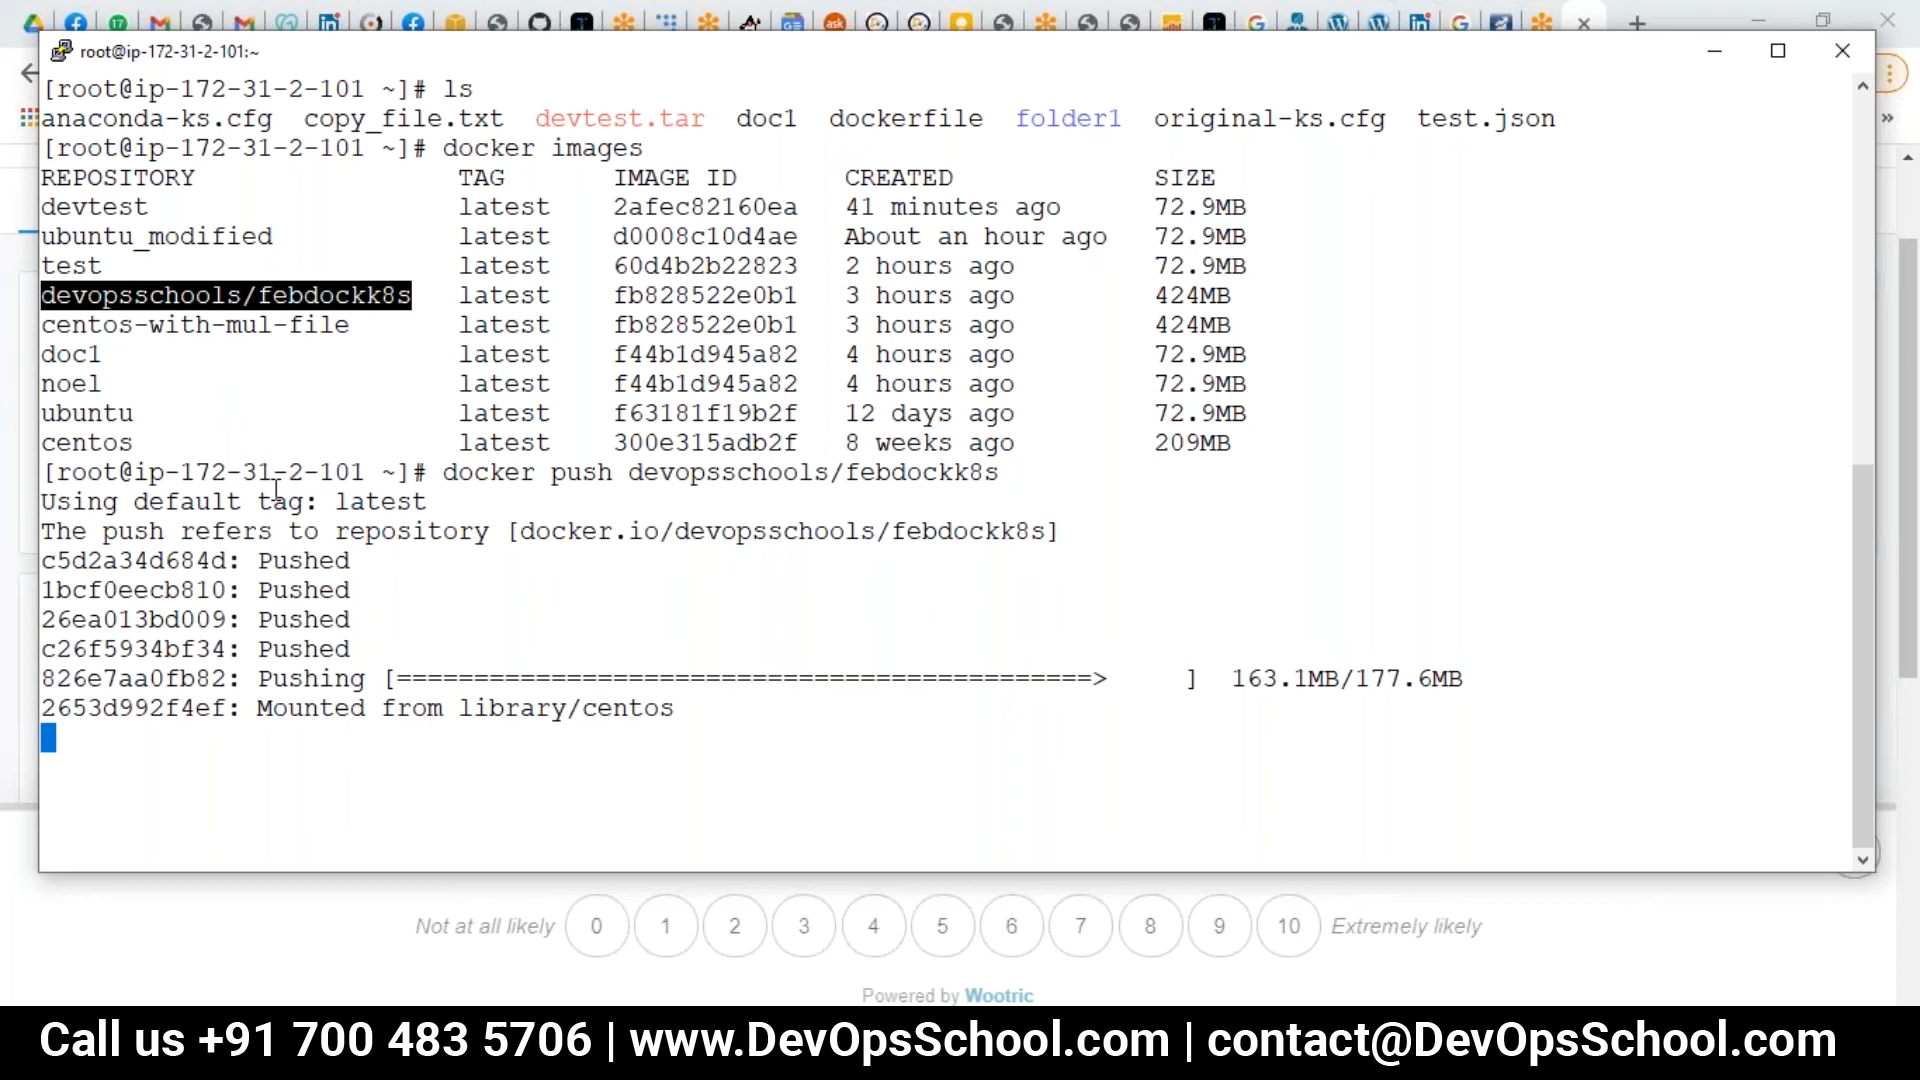 root@ip-172-31-2-101:~
[root@ip-172-31-2-101 ~]# ls
anaconda-ks.cfg  copy_file.txt  devtest.tar  doc1  dockerfile  folder1  original-ks.cfg  test.json
[root@ip-172-31-2-101 ~]# docker images
REPOSITORY                 TAG       IMAGE ID       CREATED             SIZE
devtest                    latest    2afec82160ea   41 minutes ago      72.9MB
ubuntu_modified            latest    d0008c10d4ae   About an hour ago   72.9MB
test                       latest    60d4b2b22823   2 hours ago         72.9MB
devopsschools/febdockk8s   latest    fb828522e0b1   3 hours ago         424MB
centos-with-mul-file       latest    fb828522e0b1   3 hours ago         424MB
doc1                       latest    f44b1d945a82   4 hours ago         72.9MB
noel                       latest    f44b1d945a82   4 hours ago         72.9MB
ubuntu                     latest    f63181f19b2f   12 days ago         72.9MB
centos                     latest    300e315adb2f   8 weeks ago         209MB
[root@ip-172-31-2-101 ~]# docker push devopsschools/febdockk8s
Using default tag: latest
The push refers to repository [docker.io/devopsschools/febdockk8s]
c5d2a34d684d: Pushed
1bcf0eecb810: Pushed
26ea013bd009: Pushed
c26f5934bf34: Pushed
826e7aa0fb82: Pushing [=============================================>     ]  163.1MB/177.6MB
2653d992f4ef: Mounted from library/centos
Not at all likely 0 1 2 3 4 5 6 7 8 9 10 Extremely likely
Powered by Wootric
Call us +91 700 483 5706 | www.DevOpsSchool.com | contact@DevOpsSchool.com